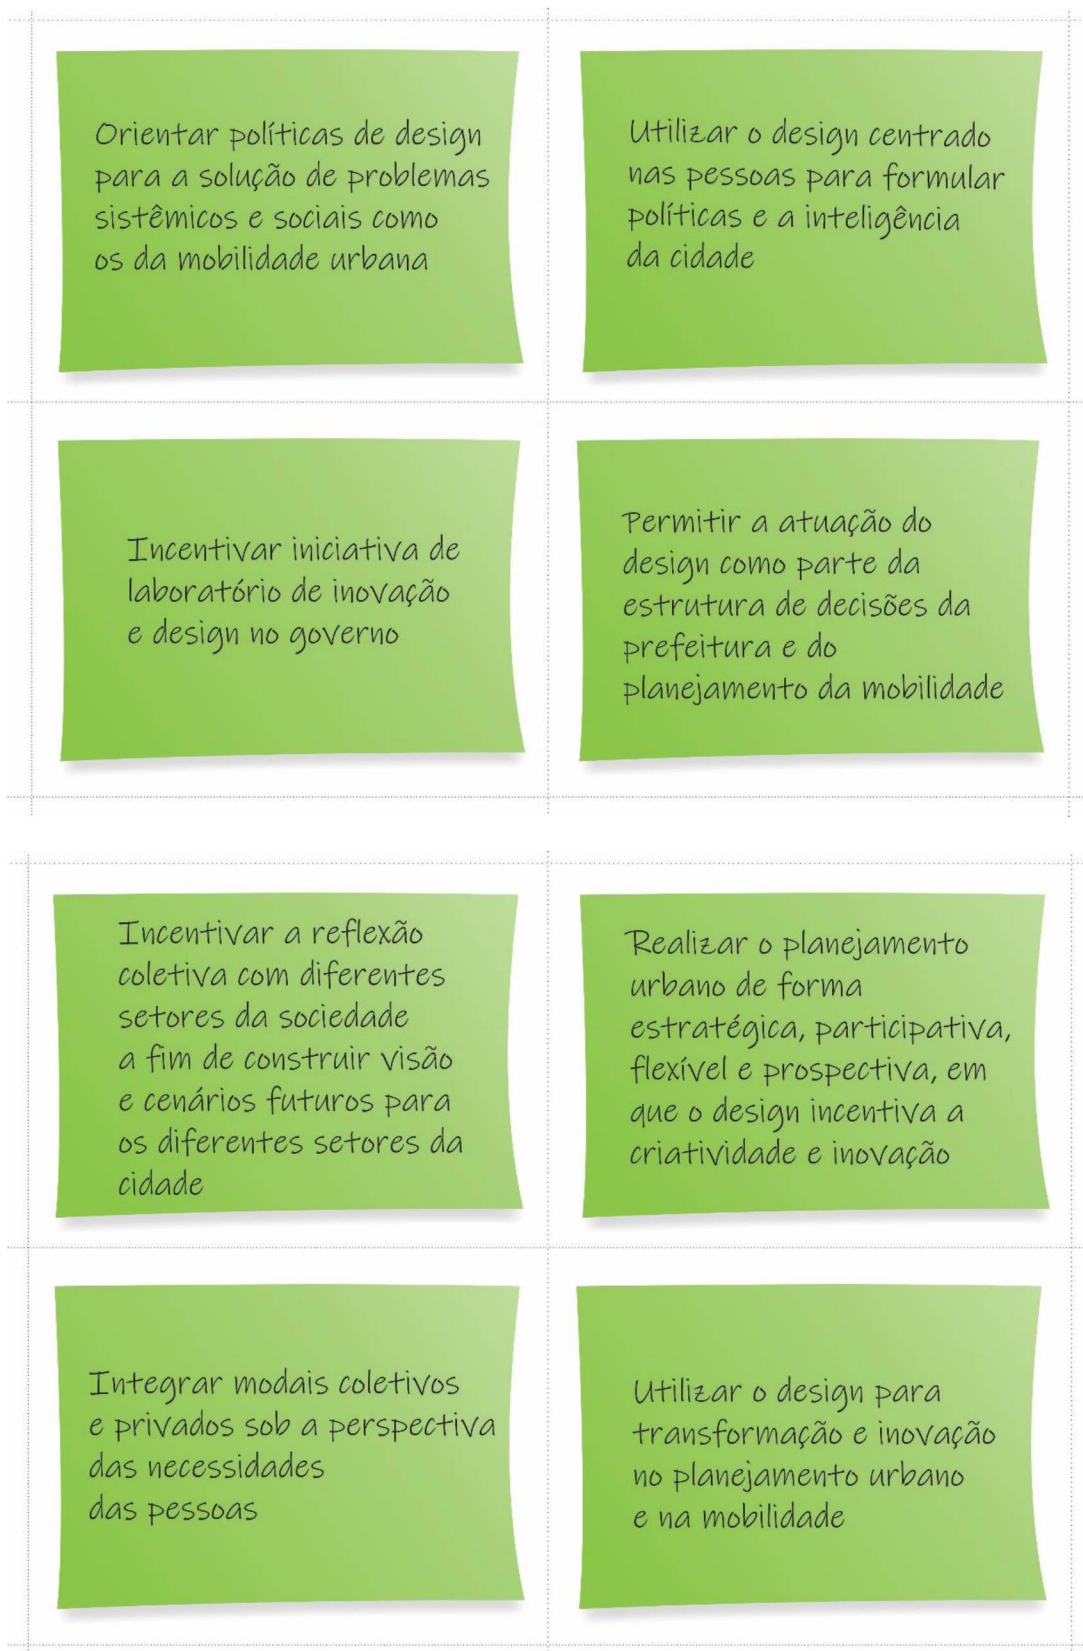 Orientar políticas de design
para a solução de problemas
sistêmicos e sociais como
os da mobilidade urbana
Utilizar o design centrado
nas pessoas para formular
políticas e a inteligência
da cidade
Incentivar iniciativa de
laboratório de inovação
e design no governo
Permitir a atuação do
design como parte da
estrutura de decisões da
prefeitura e do
planejamento da mobilidade
Incentivar a reflexão
coletiva com diferentes
setores da sociedade
a fim de construir visão
e cenários futuros para
os diferentes setores da
cidade
Realizar o planejamento
urbano de forma
estratégica, participativa,
flexível e prospectiva, em
que o design incentiva a
criatividade e inovação
Integrar modais coletivos
e privados sob a perspectiva
das necessidades
das pessoas
Utilizar o design para
transformação e inovação
no planejamento urbano
e na mobilidade